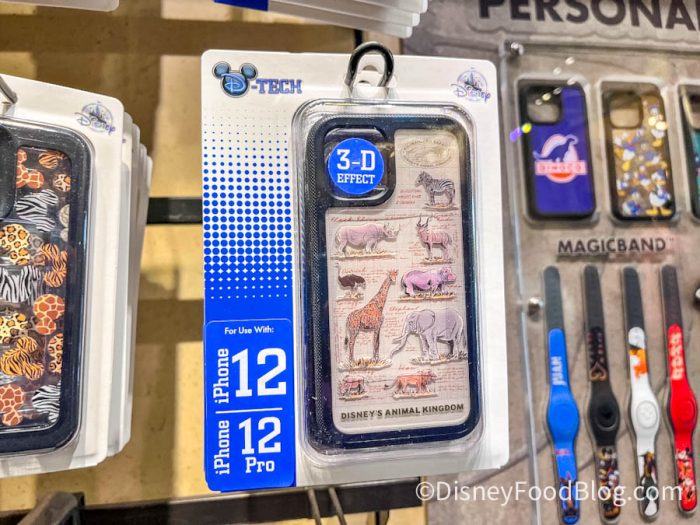 PERSONA
D-TECH
Disney
Disney
3-D
EFFECT
For Use With:
iPhone 12
iPhone 12 Pro
DISNEY'S ANIMAL KINGDOM
MAGICBAND
©DisneyFoodBlog.com